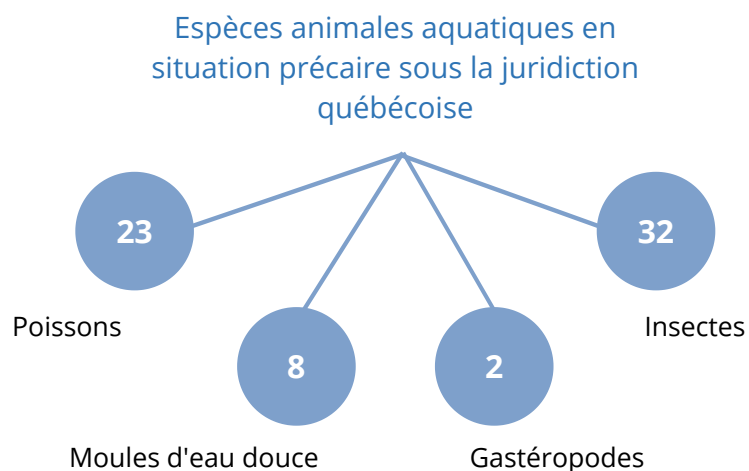 Espèces animales aquatiques en
situation précaire sous la juridiction
québécoise
23
32
Poissons
Insectes
8
2
Moules d'eau douce
Gastéropodes